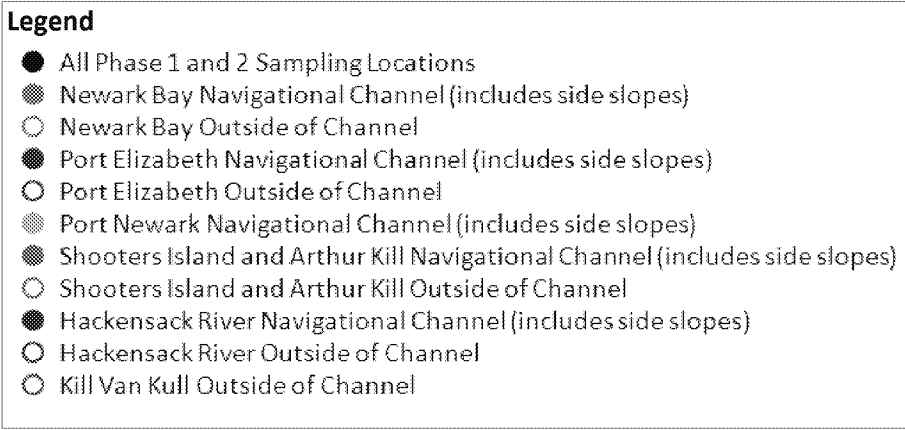 Legend
All Phase 1 and 2 Sampling Locations
Newark Bay Navigational Channel (includes side slopes)
Newark Bay Outside of Channel
Port Elizabeth Navigational Channel (includes side slopes)
Port Elizabeth Outside of Channel
Port Newark Navigational Channel (includes side slopes)
Shooters Island and Arthur Kill Navigational Channel (includes side slopes)
Shooters Island and Arthur Kill Outside of Channel
Hackensack River Navigational Channel (includes side slopes)
Hackensack River Outside of Channel
Kill Van Kull Outside of Channel